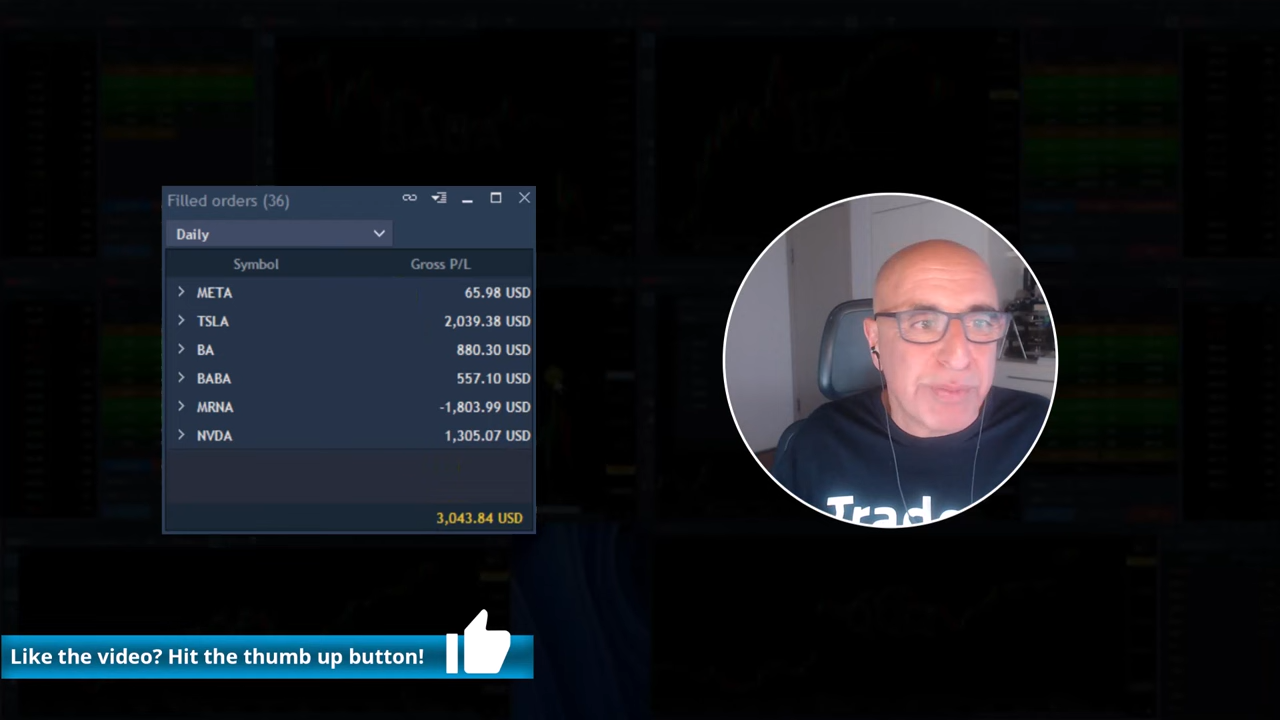 Filled orders (36)
Daily
Symbol Gross P/L
META 65.98 USD
TSLA 2,039.38 USD
BA 880.30 USD
BABA 557.10 USD
MRNA -1,803.99 USD
NVDA 1,305.07 USD
3,043.84 USD
Like the video? Hit the thumb up button!